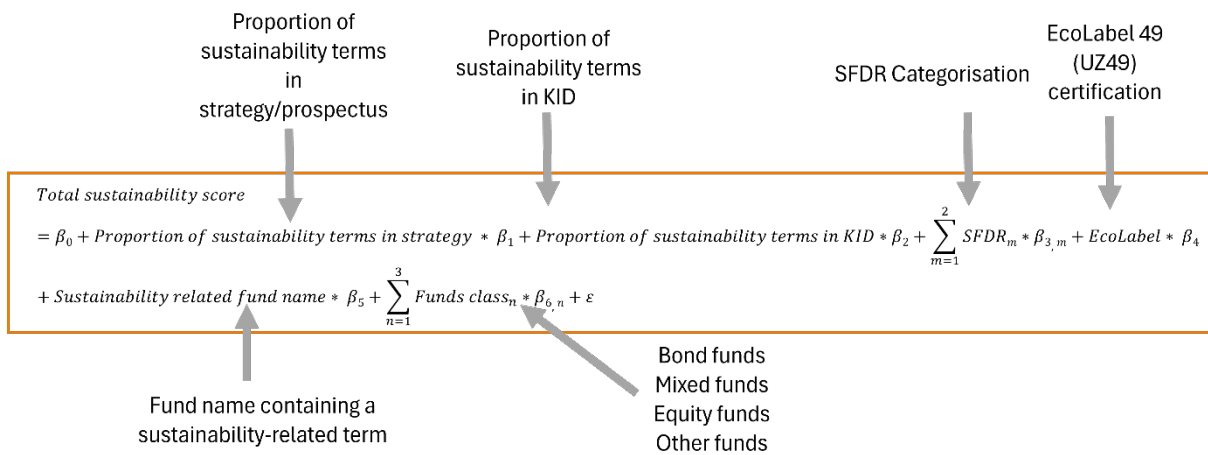 Proportion of
sustainability terms
in
strategy/prospectus
Proportion of
sustainability terms
in KID
SFDR Categorisation
EcoLabel 49
(UZ49)
certification
Total sustainability score
= β₀ + Proportion of sustainability terms in strategy * β₁ + Proportion of sustainability terms in KID * β₂ + ∑_{m=1}^{2} SFDR_m * β_{3,m} + EcoLabel * β₄
+ Sustainability related fund name * β₅ + ∑_{n=1}^{3} Funds class_n * β_{6,n} + ε
Fund name containing a
sustainability-related term
Bond funds
Mixed funds
Equity funds
Other funds